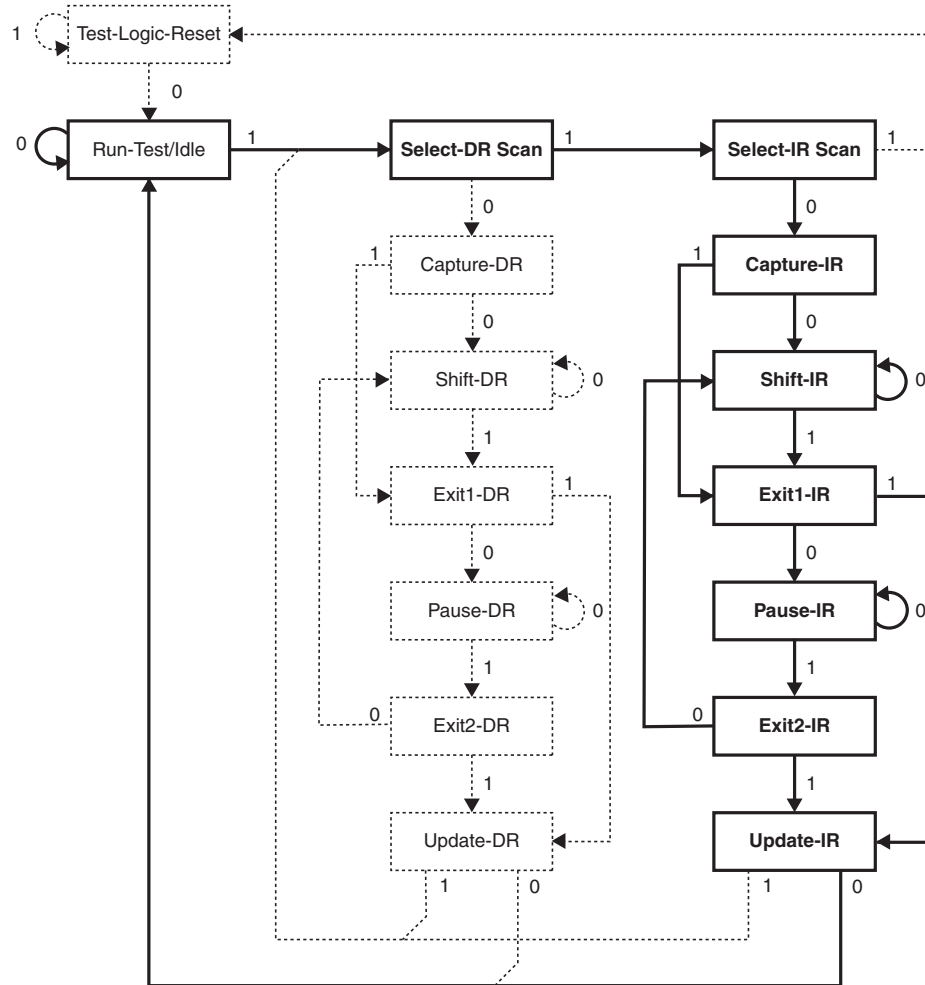 Test-Logic-Reset
1
0
Run-Test/Idle
0
1
Select-DR Scan
1
Select-IR Scan
1
0
0
1
Capture-DR
1
Capture-IR
0
0
Shift-DR
0
Shift-IR
0
1
1
Exit1-DR
1
Exit1-IR
1
0
0
Pause-DR
0
Pause-IR
0
1
1
0
Exit2-DR
0
Exit2-IR
1
1
Update-DR
Update-IR
1
0
1
0